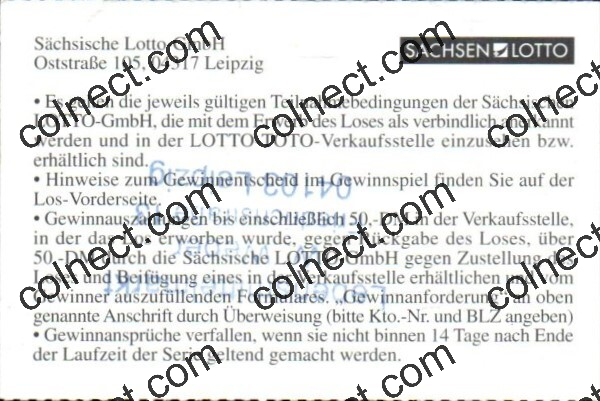 Sächsische Lotto-GmbH
Oststraße 105, 04317 Leipzig
SACHSEN LOTTO
• Es gelten die jeweils gültigen Teilnahmebedingungen der Sächsischen
LOTTO-GmbH, die mit dem Erwerb des Loses als verbindlich anerkannt
werden und in der LOTTO-TOTO-Verkaufsstelle einzusehen bzw.
erhältlich sind.
• Hinweise zum Gewinnentscheid im Gewinnspiel finden Sie auf der
Los-Vorderseite.
• Gewinnauszahlungen bis einschließlich 50,-DM in der Verkaufsstelle,
in der das Los erworben wurde, gegen Rückgabe des Loses, über
50,-DM durch die Sächsische LOTTO-GmbH gegen Zustellung des
Loses und Beifügung eines in der Verkaufsstelle erhältlichen und vom
Gewinner auszufüllenden Formulares „Gewinnanforderung“ an oben
genannte Anschrift durch Überweisung (bitte Kto.-Nr. und BLZ angeben)
• Gewinnansprüche verfallen, wenn sie nicht binnen 14 Tage nach Ende
der Laufzeit der Serie geltend gemacht werden.
04103 Leipzig
colnect.com
colnect.com
colnect.com
colnect.com
colnect.com
colnect.com
colnect.com
colnect.com
colnect.com